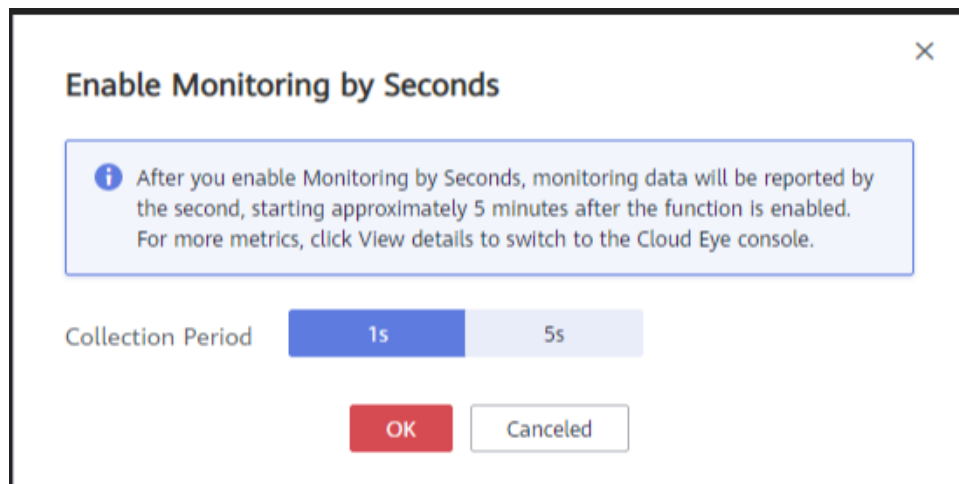 Enable Monitoring by Seconds
After you enable Monitoring by Seconds, monitoring data will be reported by
the second, starting approximately 5 minutes after the function is enabled.
For more metrics, click View details to switch to the Cloud Eye console.
Collection Period 1s 5s
OK Canceled